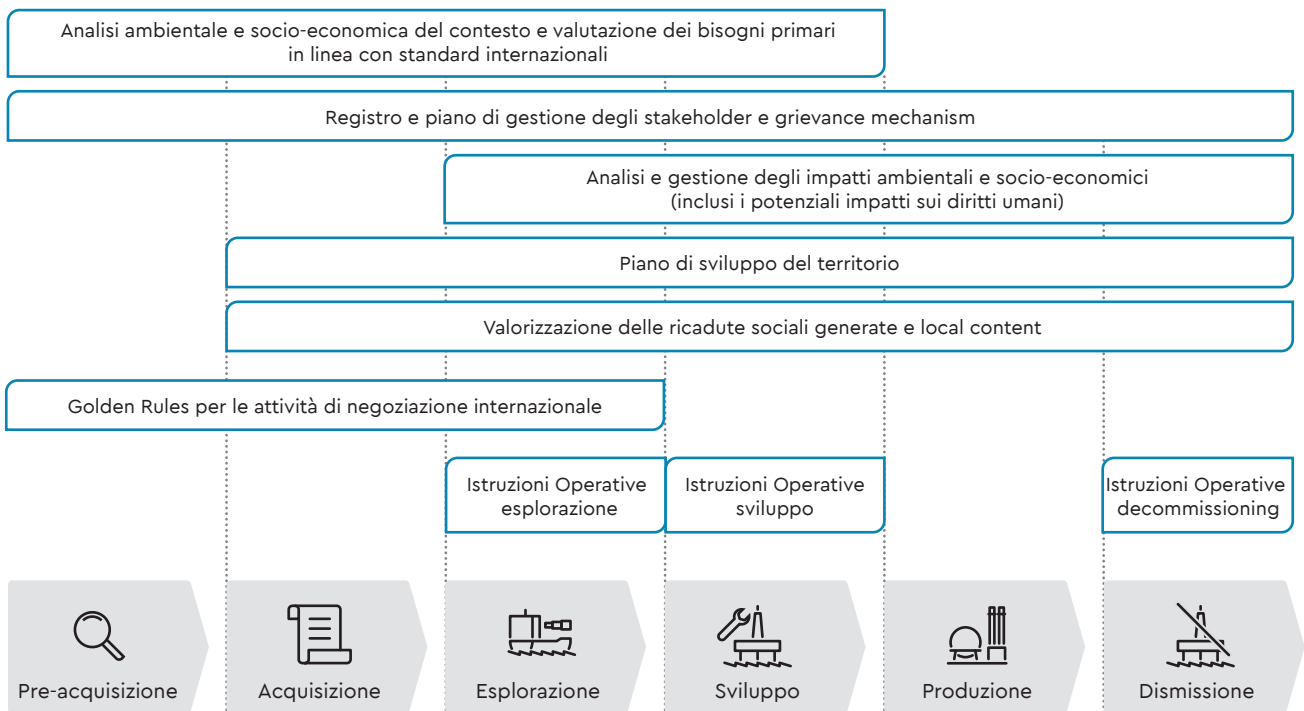 Analisi ambientale e socio-economica del contesto e valutazione dei bisogni primari
in linea con standard internazionali
Registro e piano di gestione degli stakeholder e grievance mechanism
Analisi e gestione degli impatti ambientali e socio-economici
(inclusi i potenziali impatti sui diritti umani)
Piano di sviluppo del territorio
Valorizzazione delle ricadute sociali generate e local content
Golden Rules per le attività di negoziazione internazionale
Istruzioni Operative
esplorazione
Istruzioni Operative
sviluppo
Istruzioni Operative
decommissioning
Pre-acquisizione
Acquisizione
Esplorazione
Sviluppo
Produzione
Dismissione